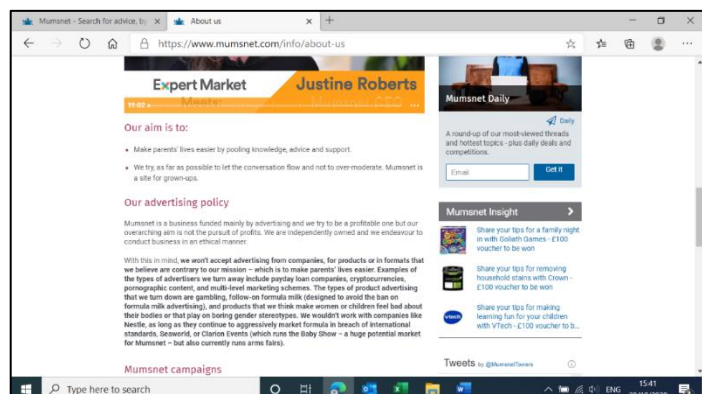 Mumsnet - Search for advice, by
About us
https://www.mumsnet.com/info/about-us
Expert Market
Meets:
Justine Roberts
Mumsnet CEO
11:02
Our aim is to:
Make parents' lives easier by pooling knowledge, advice and support.
We try, as far as possible to let the conversation flow and not to over-moderate. Mumsnet is
a site for grown-ups.
Our advertising policy
Mumsnet is a business funded mainly by advertising and we try to be a profitable one but our
overarching aim is not the pursuit of profits. We are independently owned and we endeavour to
conduct business in an ethical manner.
With this in mind, we won't accept advertising from companies, for products or in formats that
we believe are contrary to our mission – which is to make parents' lives easier. Examples of
the types of advertisers we turn away include payday loan companies, cryptocurrencies,
pornographic content, and multi-level marketing schemes. The types of product advertising
that we turn down are gambling, follow-on formula milk (designed to avoid the ban on
formula milk advertising), and products that we think make women or children feel bad about
their bodies or that play on boring gender stereotypes. We wouldn't work with companies like
Nestle, as long as they continue to aggressively market formula in breach of international
standards, Seaworld, or Clarion Events (which runs the Baby Show – a huge potential market
for Mumsnet – but also currently runs arms fairs).
Mumsnet campaigns
Mumsnet Daily
Daily
A round-up of our most-viewed threads
and hottest topics - plus daily deals and
competitions.
Email
Get it
Mumsnet Insight
Share your tips for a family night
in with Goliath Games - £100
voucher to be won
Share your tips for removing
household stains with Crown -
£100 voucher to be won
vtech
Share your tips for making
learning fun for your children
with VTech - £100 voucher to b...
Tweets by @MumsnetTowers
Type here to search
ENG
15:41